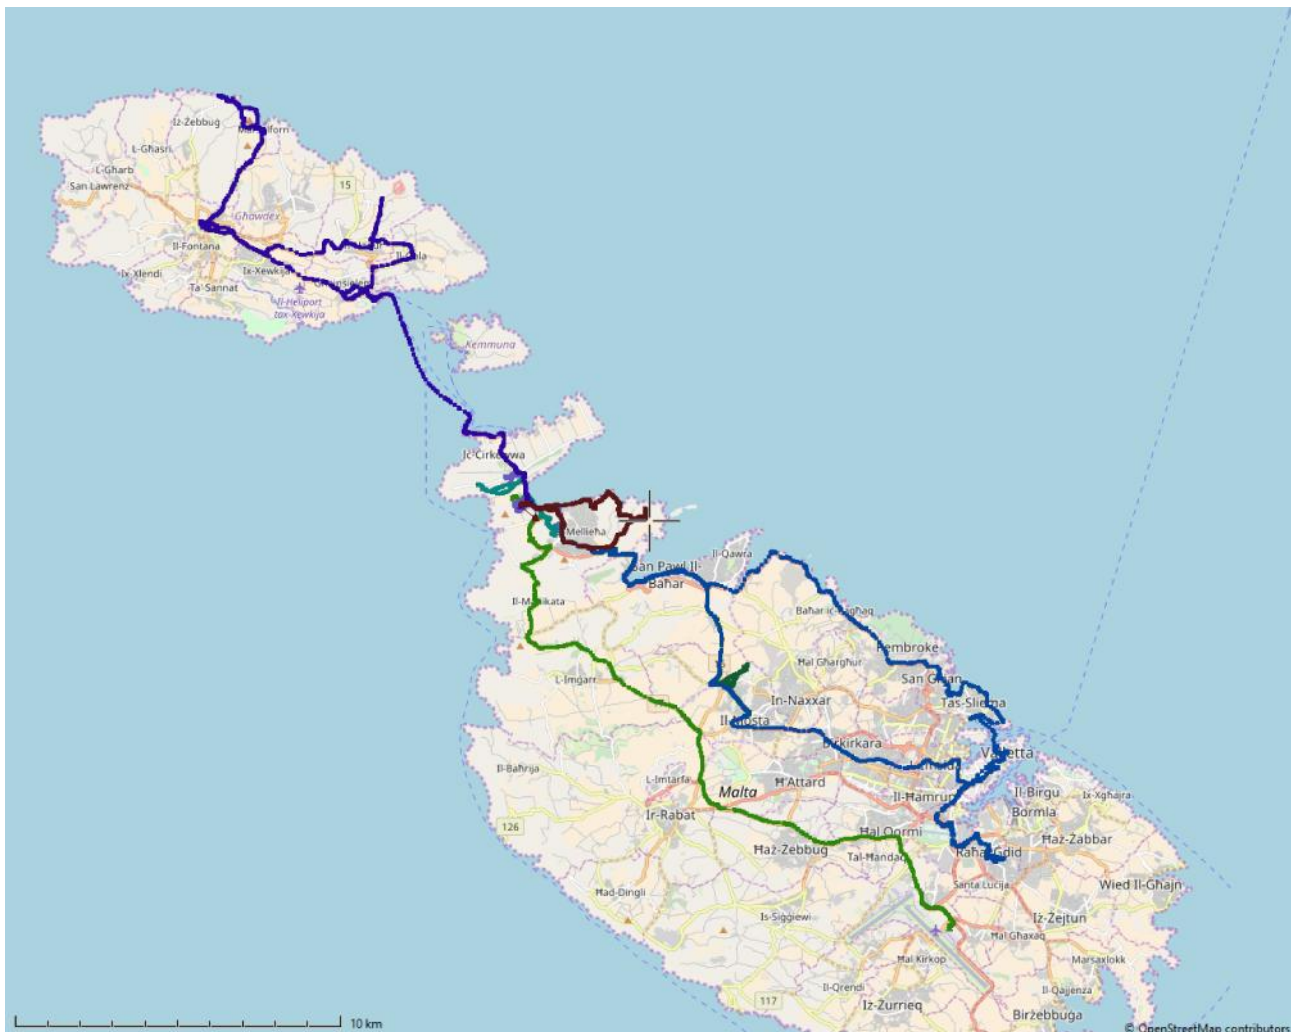 Iż-Żebbuġ
L-Għasri
L-Għarb
San Lawrenz
15
Għawdex
Il-Fontana
Ix-Xewkija
Ix-Xlendi
Ta' Sannat
Il-Heliport
tax-Xewkija
Kemmuna
Mellieħa
Il-Qawra
San Pawl Il-
Baħar
Baħar iċ-Ċagħaq
Pembroke
Ħal Għargħur
San Ġiljan
L-Imġarr
Tas-Sliema
In-Naxxar
Il-Mosta
Birkirkara
Valletta
Il-Baħrija
L-Imtarfa
Ħ'Attard
Malta
Il-Ħamrun
Il-Birgu
Ix-Xgħajra
Bormla
Ir-Rabat
126
Ħal Qormi
Ħaż-Żabbar
Ħaż-Żebbuġ
Raħal Ġdid
Santa Luċija
Wied Il-Għajn
Ħad-Dingli
Is-Siġġiewi
Iż-Żejtun
Ħal Għaxaq
Ħal Kirkop
Marsaxlokk
Il-Qrendi
Il-Qajjenza
117
Iż-Żurrieq
Birżebbuġa
10 km
© OpenStreetMap contributors